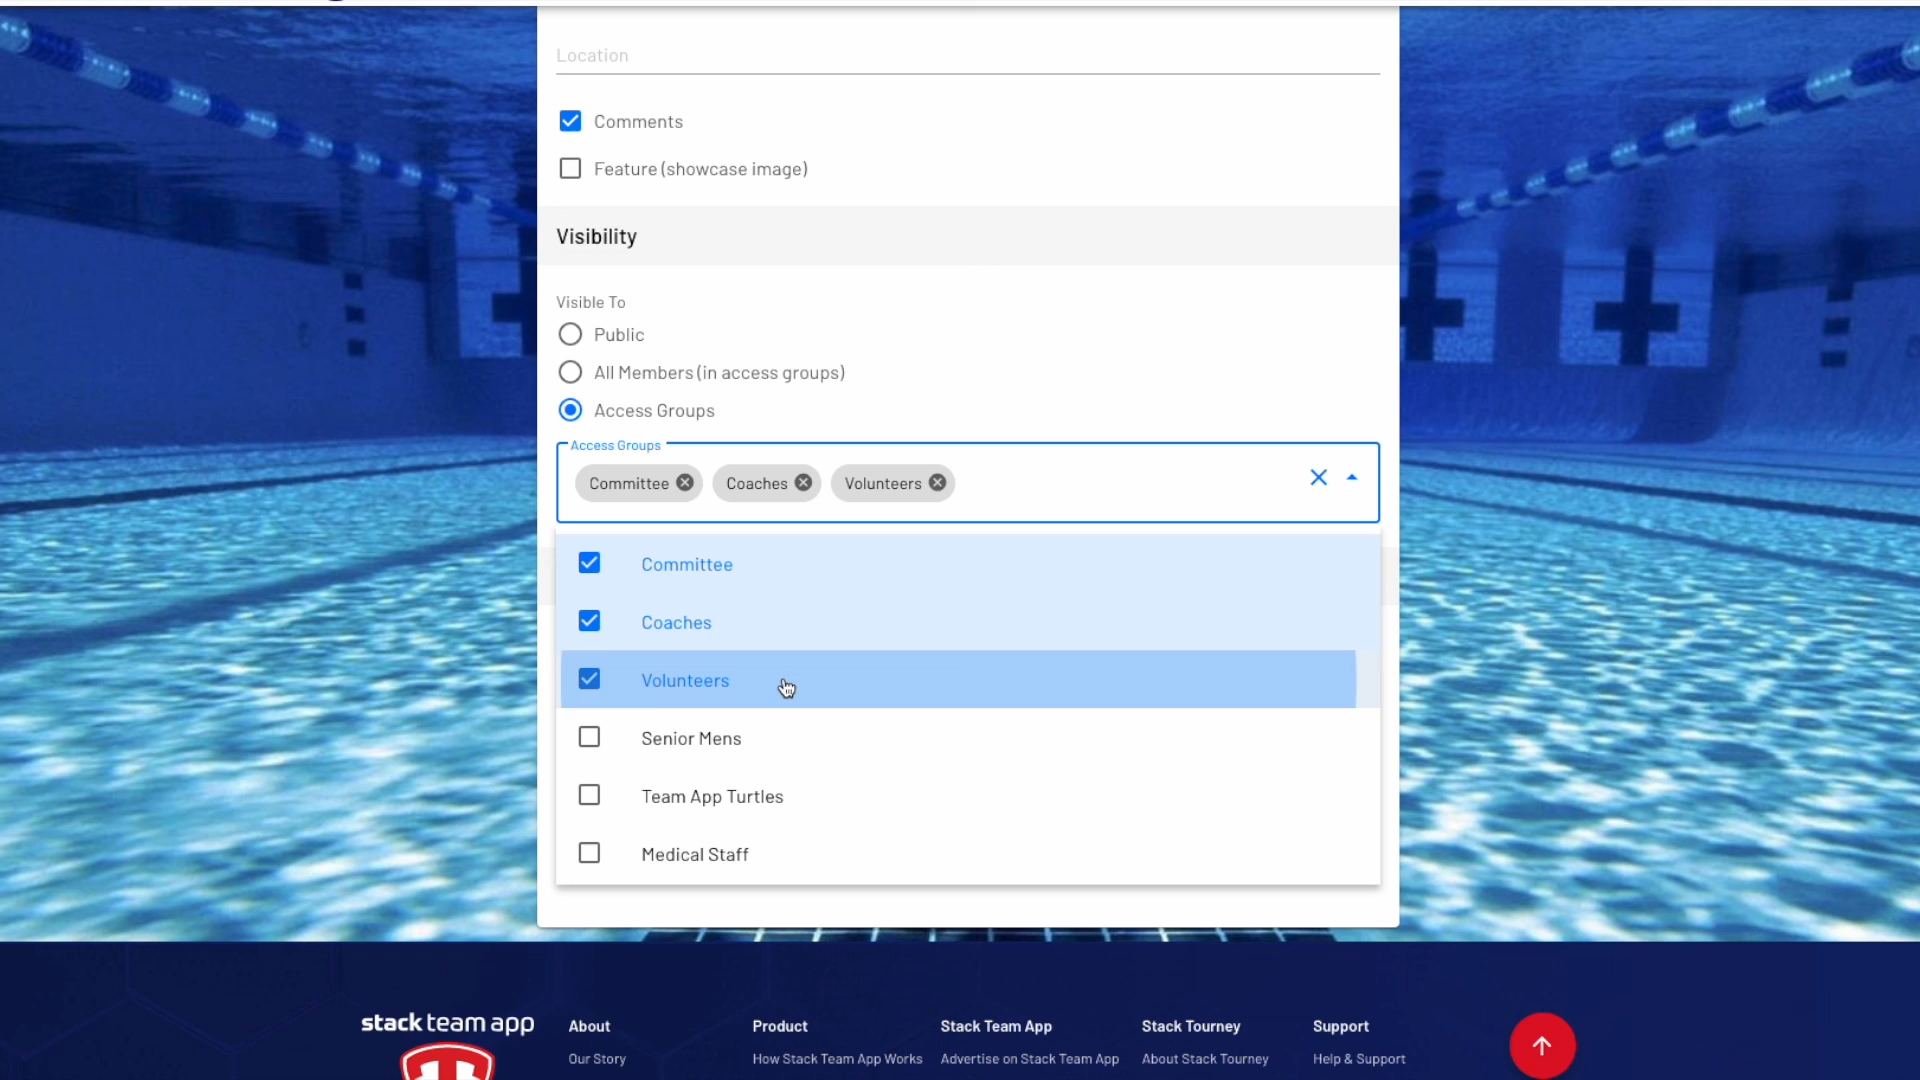 Location
Comments
Feature (showcase image)
Visibility
Visible To
Public
All Members (in access groups)
Access Groups
Access Groups
Committee Coaches Volunteers
Committee
Coaches
Volunteers
Senior Mens
Team App Turtles
Medical Staff
stack team app
About
Our Story
Product
How Stack Team App Works
Stack Team App
Advertise on Stack Team App
Stack Tourney
About Stack Tourney
Support
Help & Support